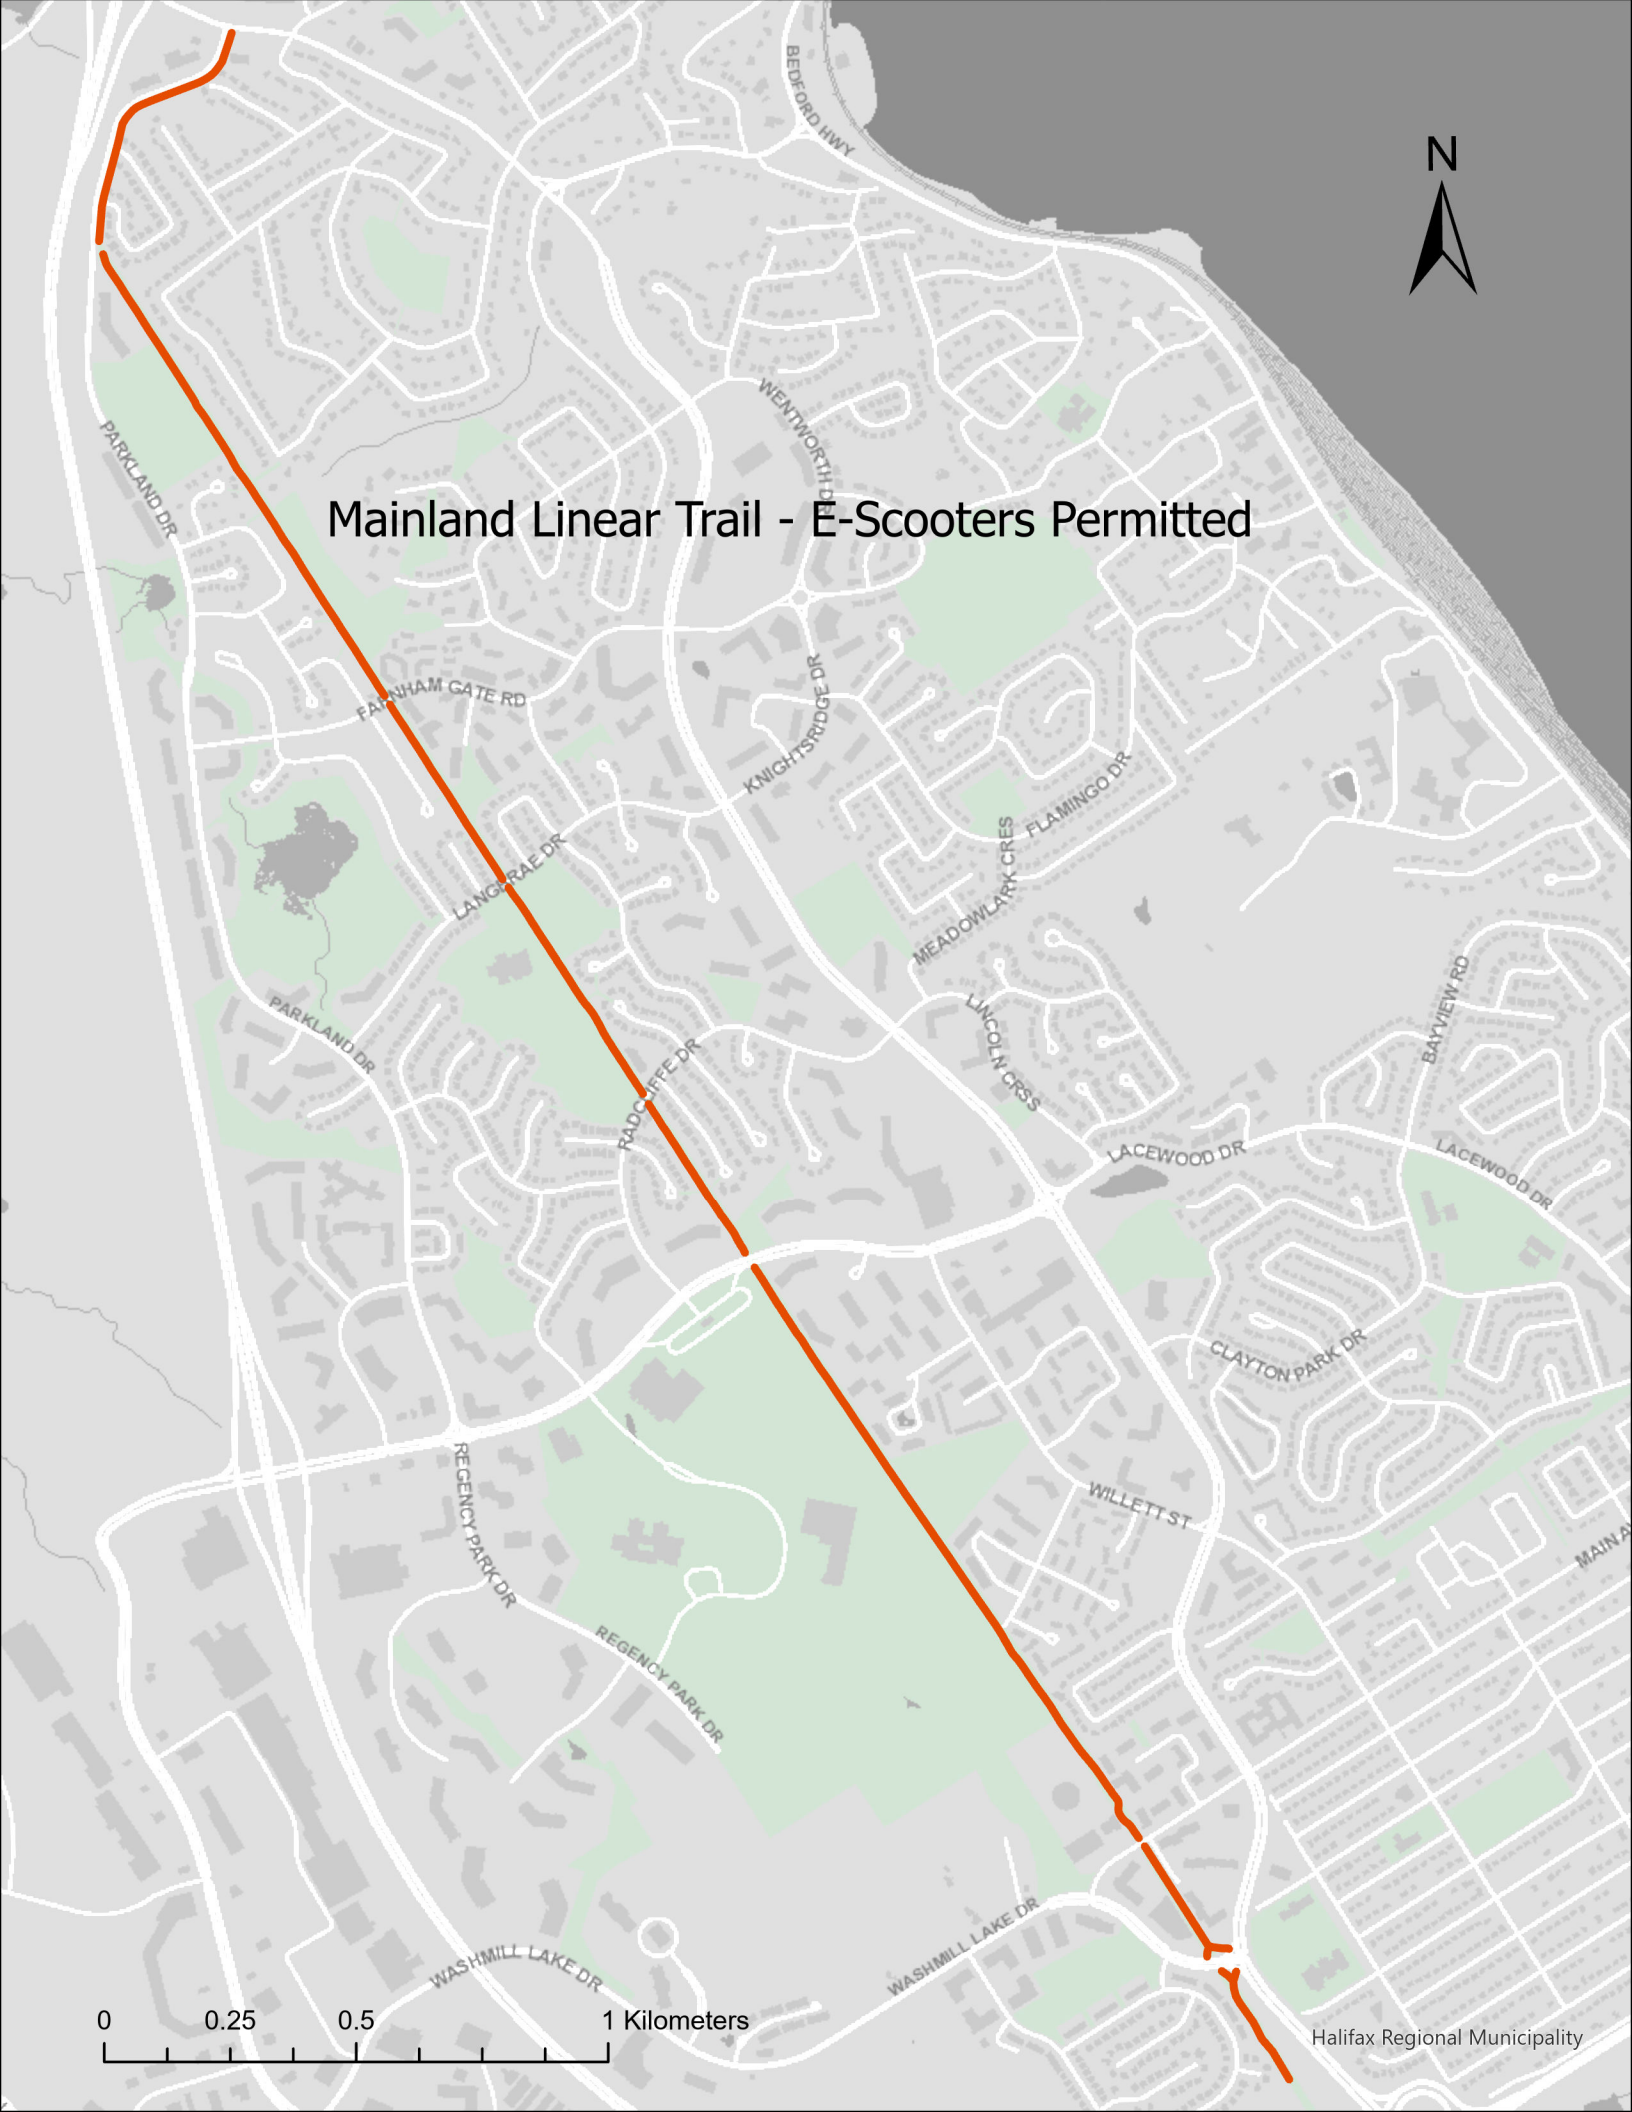 BEDFORD HWY
N
WENTWORTH DR
PARKLAND DR
Mainland Linear Trail - E-Scooters Permitted
FARNHAM GATE RD
KNIGHTSRIDGE DR
FLAMINGO DR
LANGBRAE DR
MEADOWLARK CRES
PARKLAND DR
LINCOLN CRSS
BAYVIEW RD
RADCLIFFE DR
LACEWOOD DR
LACEWOOD DR
CLAYTON PARK DR
REGENCY PARK DR
WILLETT ST
MAIN A
REGENCY PARK DR
WASHMILL LAKE DR
WASHMILL LAKE DR
0 0.25 0.5 1 Kilometers
Halifax Regional Municipality